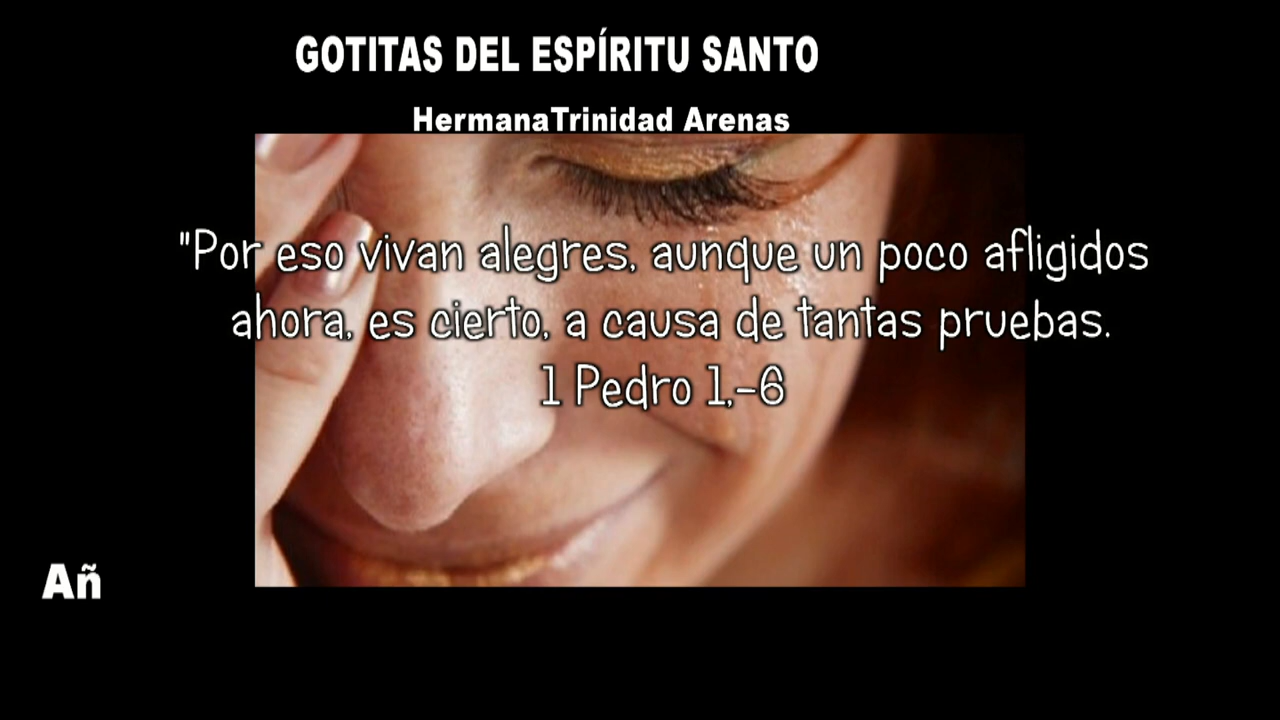 GOTITAS DEL ESPÍRITU SANTO
HermanaTrinidad Arenas
"Por eso vivan alegres, aunque un poco afligidos
ahora, es cierto, a causa de tantas pruebas.
1 Pedro 1,-6
Añ